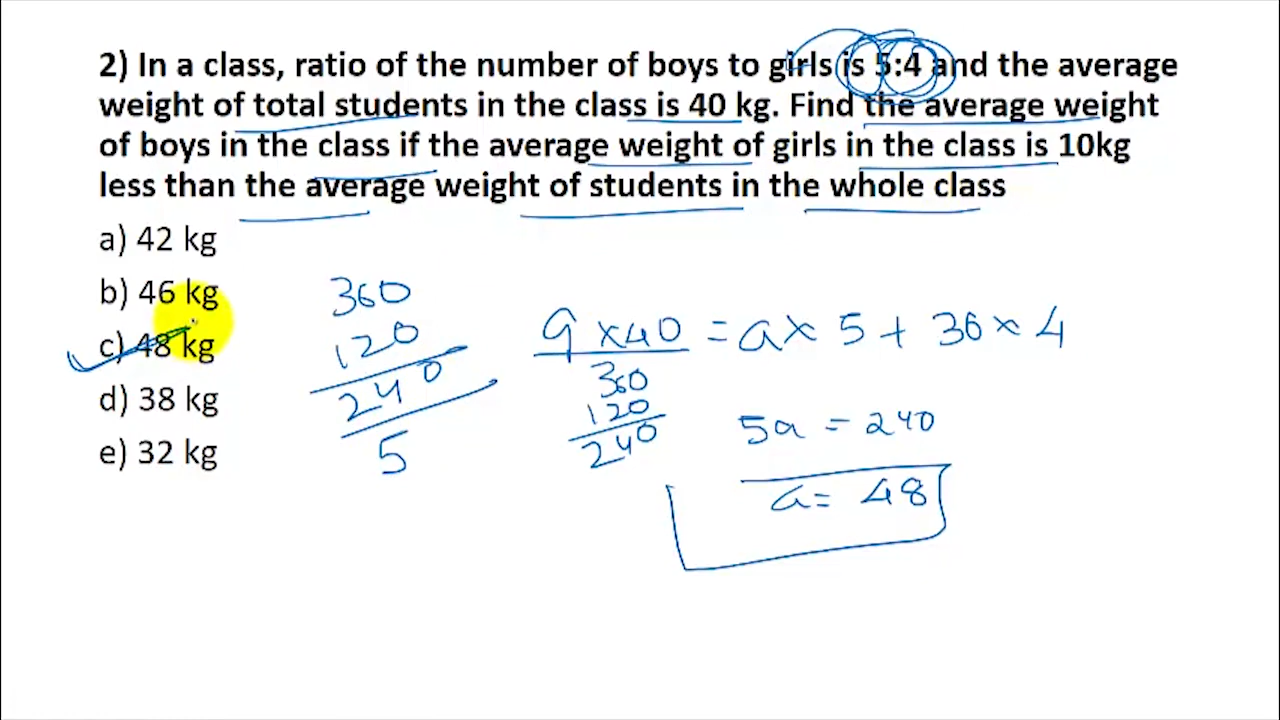 2) In a class, ratio of the number of boys to girls is 5:4 and the average
weight of total students in the class is 40 kg. Find the average weight
of boys in the class if the average weight of girls in the class is 10kg
less than the average weight of students in the whole class
a) 42 kg
b) 46 kg
c) 48 kg
d) 38 kg
e) 32 kg
360
120
240
5
9 x 40 = a x 5 + 30 x 4
360
120
240
5a = 240
a = 48